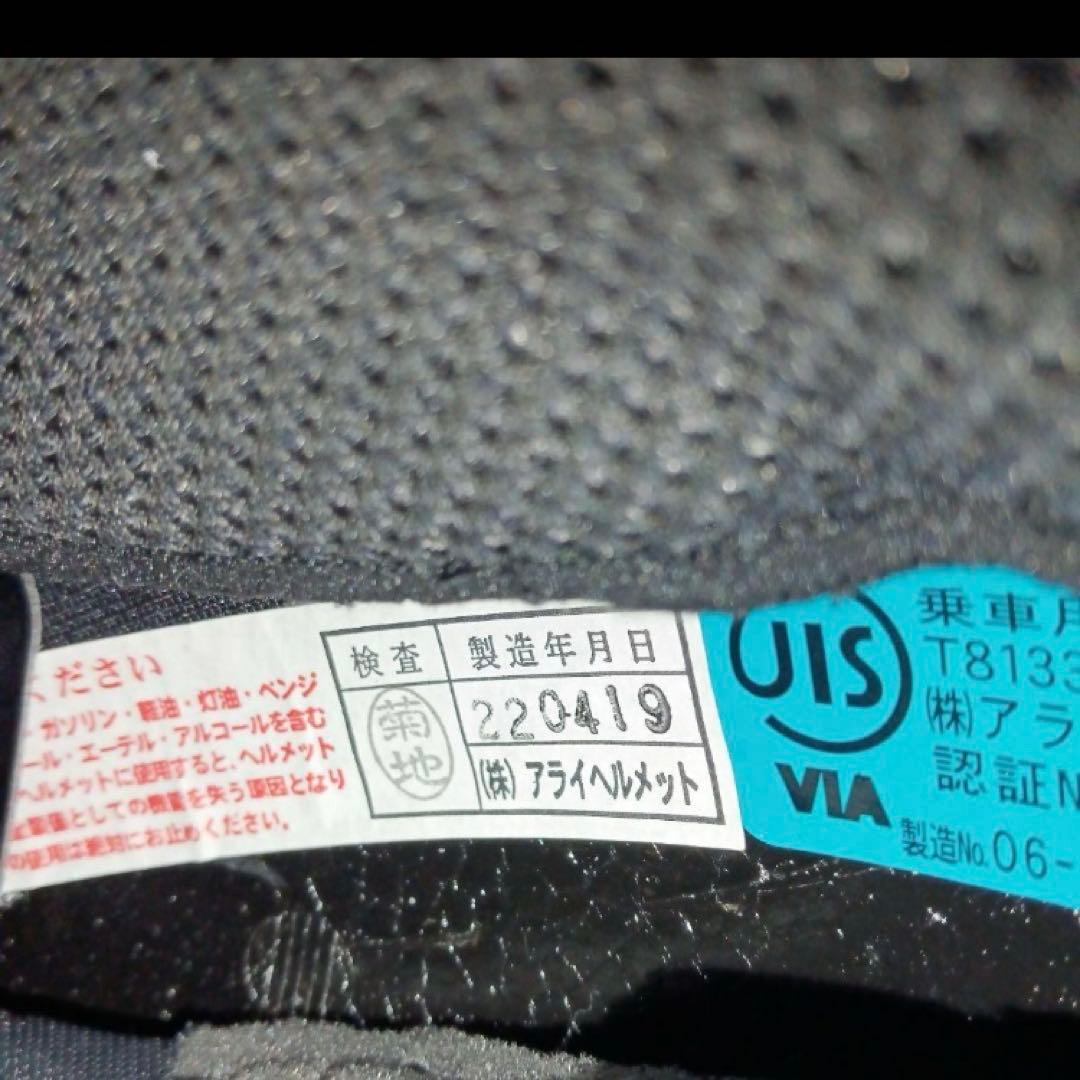 ください
ガソリン・軽油・灯油・ベンジ
ール・エーテル・アルコールを含む
ヘルメットに使用すると、ヘルメット
としての機能を失う原因となり
の使用は絶対にお止めください。
検査
製造年月日
菊地
220419
(株)アライヘルメット
JIS
VIA
乗車用
T8133
(株)アラ
認証N
製造No.06-